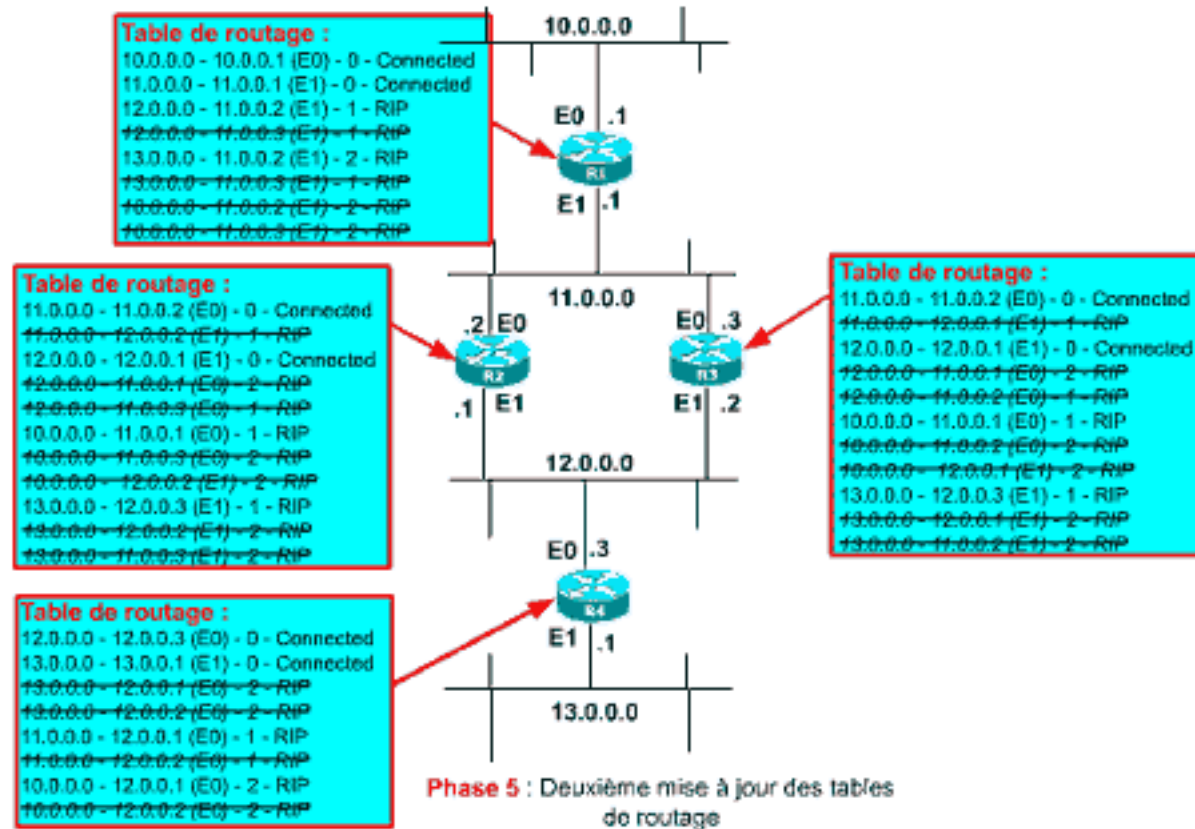 Table de routage :
10.0.0.0 - 10.0.0.1 (E0) - 0 - Connected
11.0.0.0 - 11.0.0.1 (E1) - 0 - Connected
12.0.0.0 - 11.0.0.2 (E1) - 1 - RIP
12.0.0.0 - 11.0.0.3 (E1) - 1 - RIP
13.0.0.0 - 11.0.0.2 (E1) - 2 - RIP
13.0.0.0 - 11.0.0.3 (E1) - 1 - RIP
10.0.0.0 - 11.0.0.2 (E1) - 2 - RIP
10.0.0.0 - 11.0.0.3 (E1) - 2 - RIP
10.0.0.0
E0 .1
R1
E1 .1
11.0.0.0
Table de routage :
11.0.0.0 - 11.0.0.2 (E0) - 0 - Connected
11.0.0.0 - 12.0.0.2 (E1) - 1 - RIP
12.0.0.0 - 12.0.0.1 (E1) - 0 - Connected
12.0.0.0 - 11.0.0.1 (E0) - 2 - RIP
12.0.0.0 - 11.0.0.3 (E0) - 1 - RIP
10.0.0.0 - 11.0.0.1 (E0) - 1 - RIP
10.0.0.0 - 11.0.0.3 (E0) - 2 - RIP
10.0.0.0 - 12.0.0.2 (E1) - 2 - RIP
13.0.0.0 - 12.0.0.3 (E1) - 1 - RIP
13.0.0.0 - 12.0.0.2 (E1) - 2 - RIP
13.0.0.0 - 11.0.0.3 (E1) - 2 - RIP
.2 E0
R2
.1 E1
E0 .3
R3
E1 .2
Table de routage :
11.0.0.0 - 11.0.0.2 (E0) - 0 - Connected
11.0.0.0 - 12.0.0.1 (E1) - 1 - RIP
12.0.0.0 - 12.0.0.1 (E1) - 0 - Connected
12.0.0.0 - 11.0.0.1 (E0) - 2 - RIP
12.0.0.0 - 11.0.0.2 (E0) - 1 - RIP
10.0.0.0 - 11.0.0.1 (E0) - 1 - RIP
10.0.0.0 - 11.0.0.2 (E0) - 2 - RIP
10.0.0.0 - 12.0.0.1 (E1) - 2 - RIP
13.0.0.0 - 12.0.0.3 (E1) - 1 - RIP
13.0.0.0 - 12.0.0.1 (E1) - 2 - RIP
13.0.0.0 - 11.0.0.2 (E1) - 2 - RIP
12.0.0.0
E0 .3
R4
E1 .1
13.0.0.0
Table de routage :
12.0.0.0 - 12.0.0.3 (E0) - 0 - Connected
13.0.0.0 - 13.0.0.1 (E1) - 0 - Connected
13.0.0.0 - 12.0.0.1 (E0) - 2 - RIP
13.0.0.0 - 12.0.0.2 (E0) - 2 - RIP
11.0.0.0 - 12.0.0.1 (E0) - 1 - RIP
11.0.0.0 - 12.0.0.2 (E0) - 1 - RIP
10.0.0.0 - 12.0.0.1 (E0) - 2 - RIP
10.0.0.0 - 12.0.0.2 (E0) - 2 - RIP
Phase 5 : Deuxième mise à jour des tables
de routage